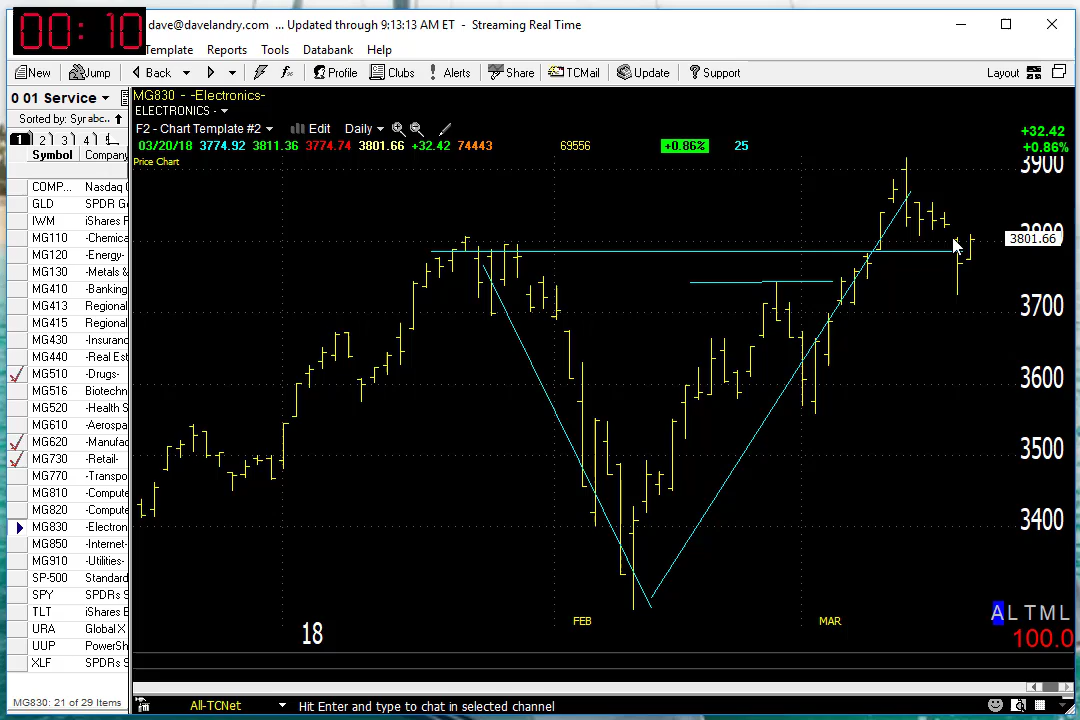 00:10
dave@davelandry.com ... Updated through 9:13:13 AM ET - Streaming Real Time
Template Reports Tools Databank Help
New Jump Back Profile Clubs Alerts Share TCMail Update Support Layout
0 01 Service
MG830 - -Electronics-
ELECTRONICS -
Sorted by: Syr abc..
F2 - Chart Template #2 Edit Daily
1 2 3 4
03/20/18 3774.92 3811.36 3774.74 3801.66 +32.42 74443 69556 +0.86% 25
+32.42
+0.86%
Symbol Company
Price Chart
COMP... Nasdaq
GLD SPDR G
IWM iShares
MG110 -Chemica
MG120 -Energy-
MG130 -Metals &
MG410 -Banking
MG413 Regional
MG415 Regional
MG430 -Insuranc
MG440 -Real Est
MG510 -Drugs-
MG516 Biotechn
MG520 -Health S
MG610 -Aerospa
MG620 -Manufac
MG730 -Retail-
MG770 -Transpo
MG810 -Compute
MG820 -Compute
MG830 -Electron
MG850 -Internet-
MG910 -Utilities-
SP-500 Standard
SPY SPDRs S
TLT iShares
URA Global X
UUP PowerSh
XLF SPDRs S
3900
3800
3801.66
3700
3600
3500
3400
18
FEB
MAR
A L T M L
100.0
MG830: 21 of 29 Items
All-TCNet
Hit Enter and type to chat in selected channel